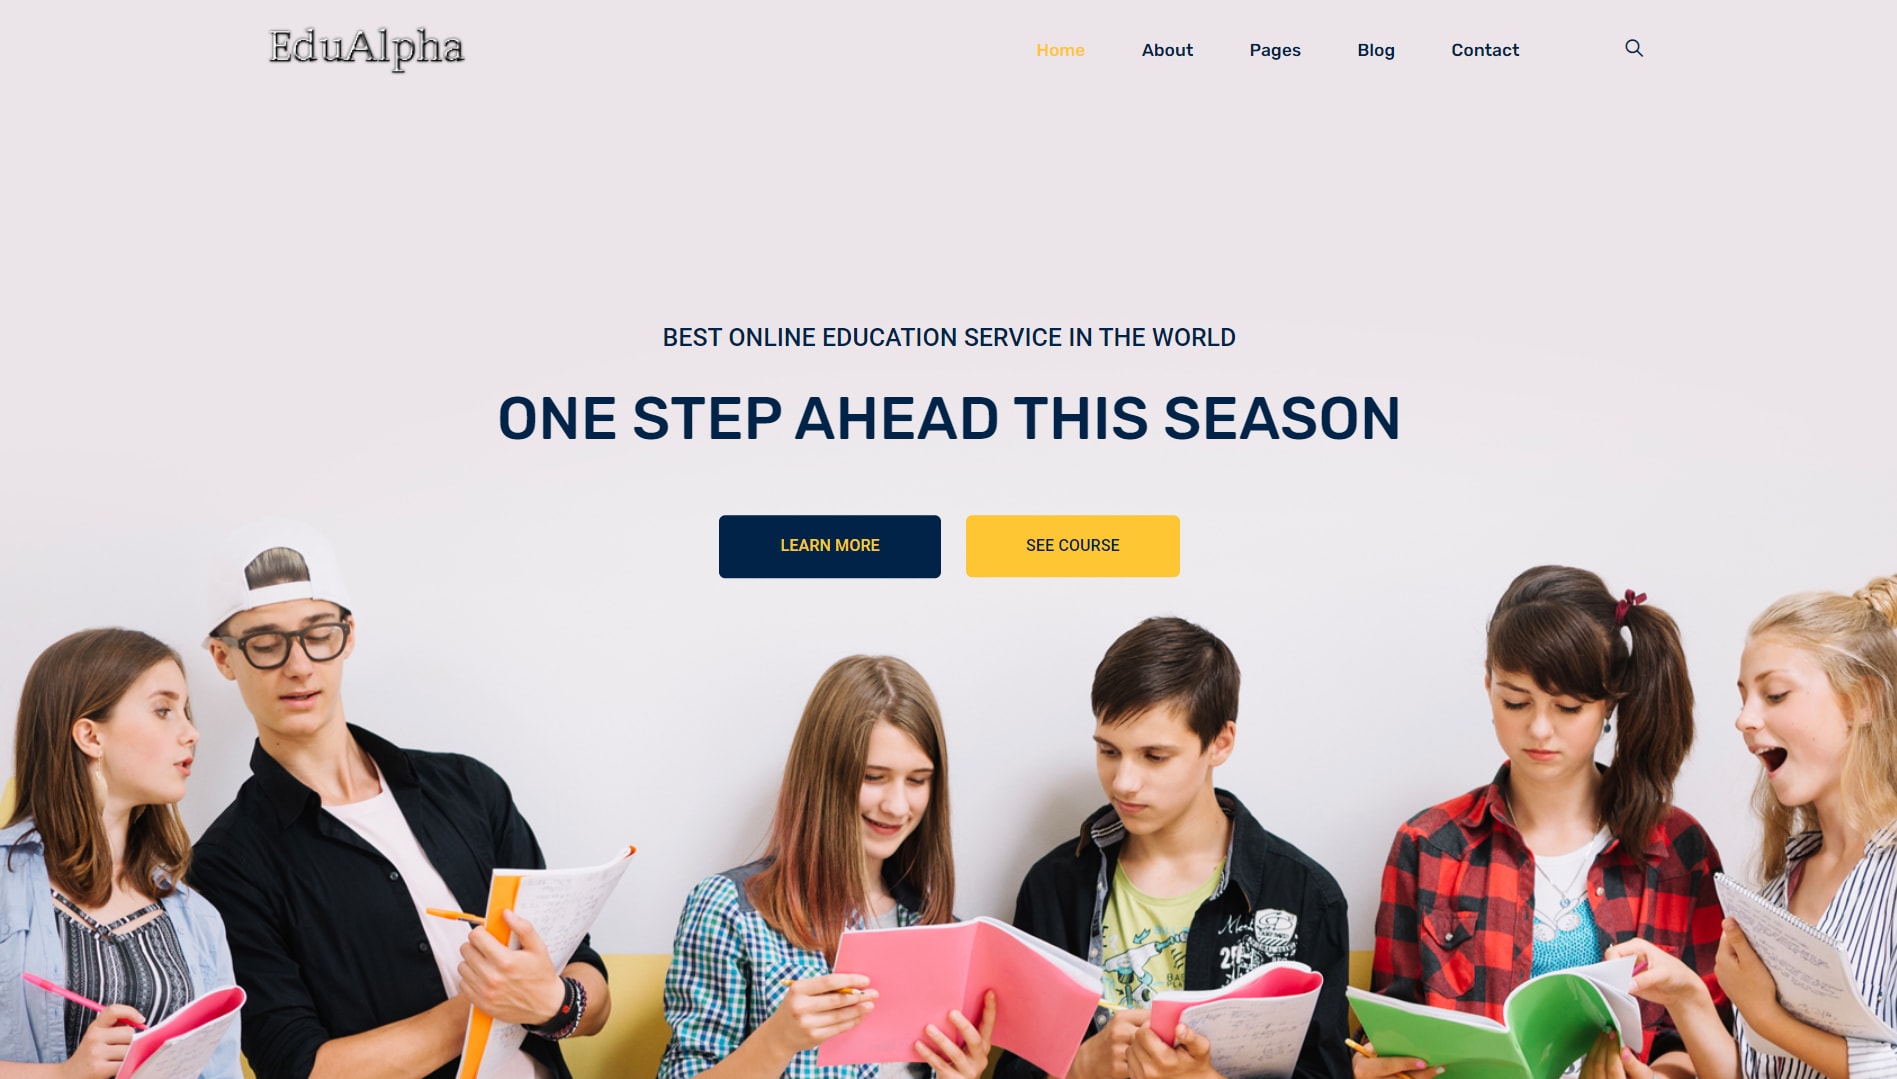 EduAlpha
Home About Pages Blog Contact
BEST ONLINE EDUCATION SERVICE IN THE WORLD
ONE STEP AHEAD THIS SEASON
LEARN MORE SEE COURSE